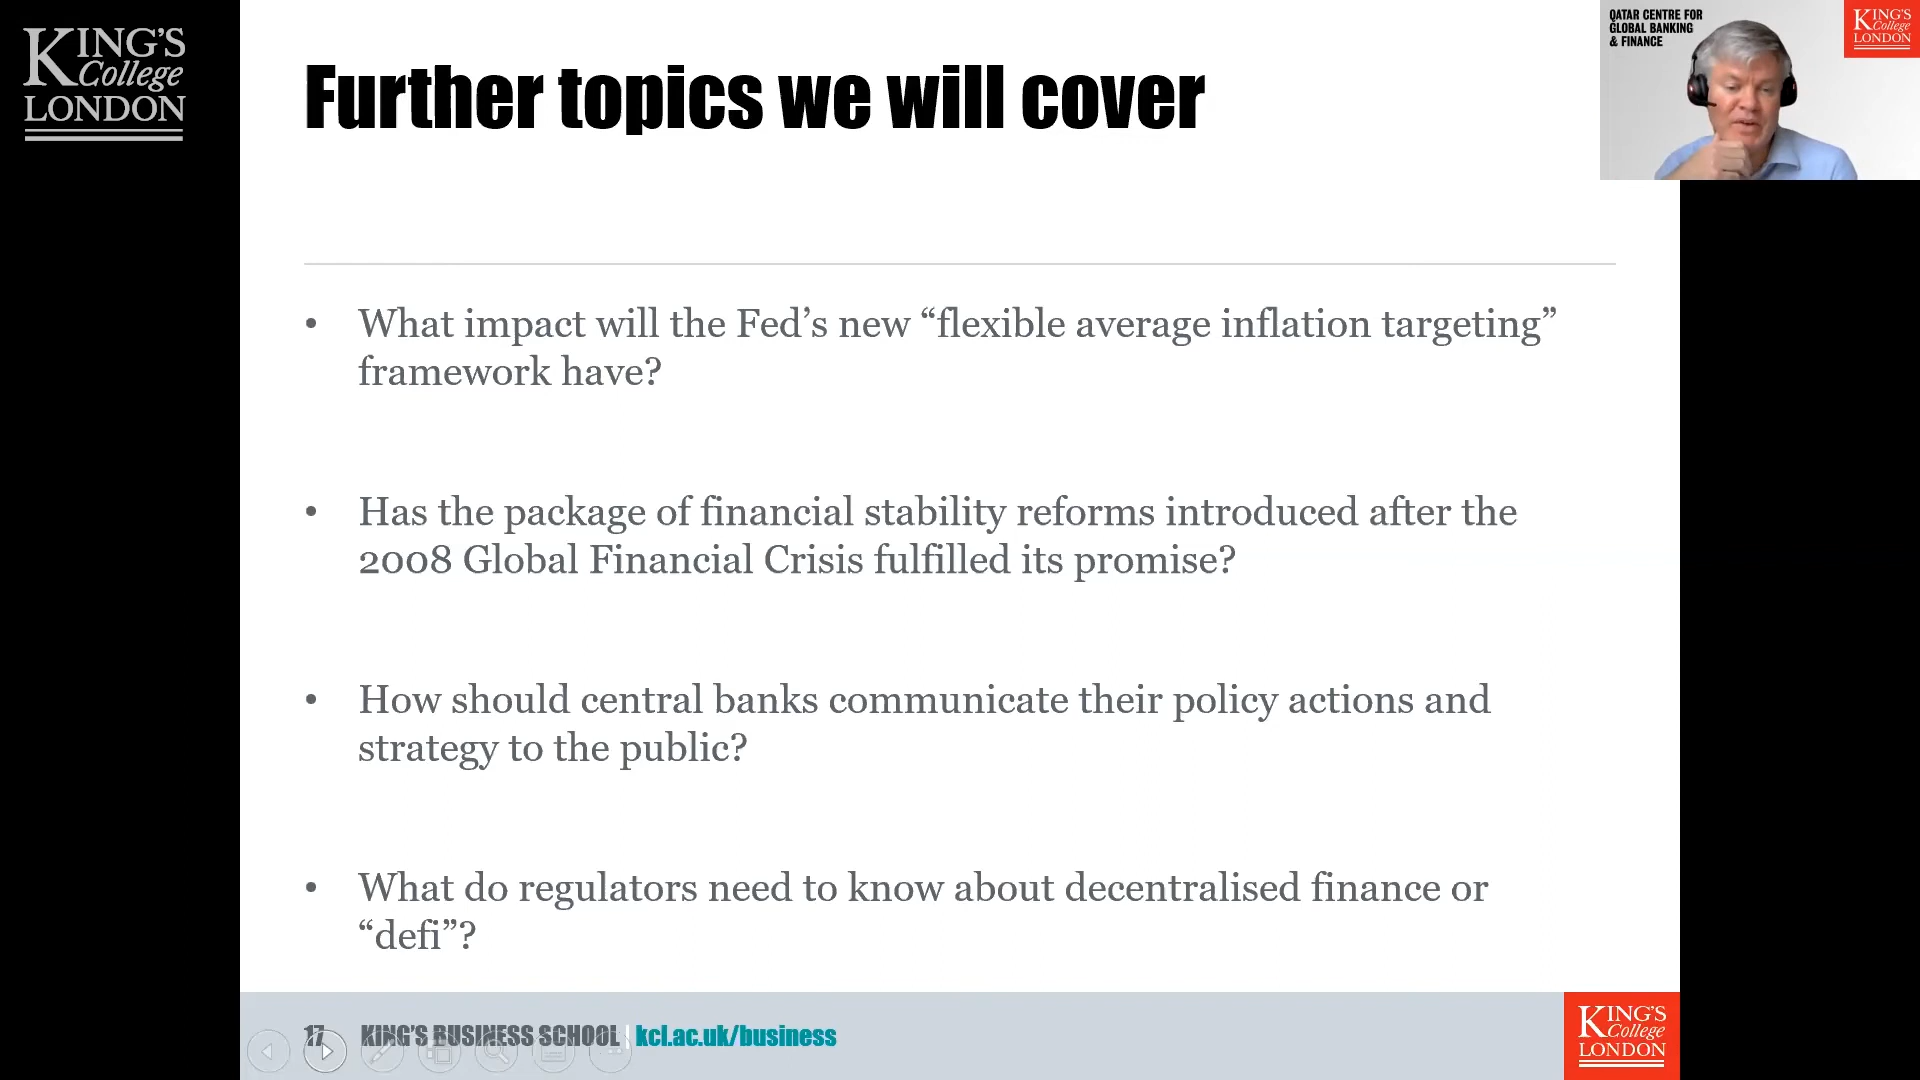 KING'S
College
LONDON
Further topics we will cover
QATAR CENTRE FOR
GLOBAL BANKING
& FINANCE
KING'S
College
LONDON
• What impact will the Fed’s new “flexible average inflation targeting”
framework have?
• Has the package of financial stability reforms introduced after the
2008 Global Financial Crisis fulfilled its promise?
• How should central banks communicate their policy actions and
strategy to the public?
• What do regulators need to know about decentralised finance or
“defi”?
17 KING'S BUSINESS SCHOOL | kcl.ac.uk/business
KING'S
College
LONDON